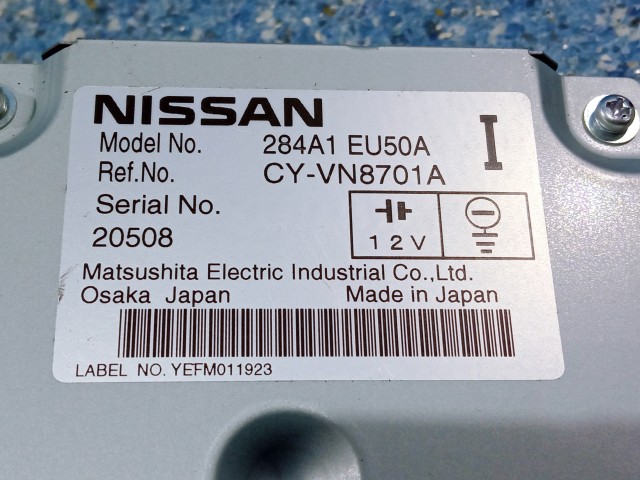 NISSAN
I
Model No. 284A1 EU50A
Ref.No. CY-VN8701A
Serial No.
20508
12V
Matsushita Electric Industrial Co.,Ltd.
Osaka Japan Made in Japan
LABEL NO. YEFM011923